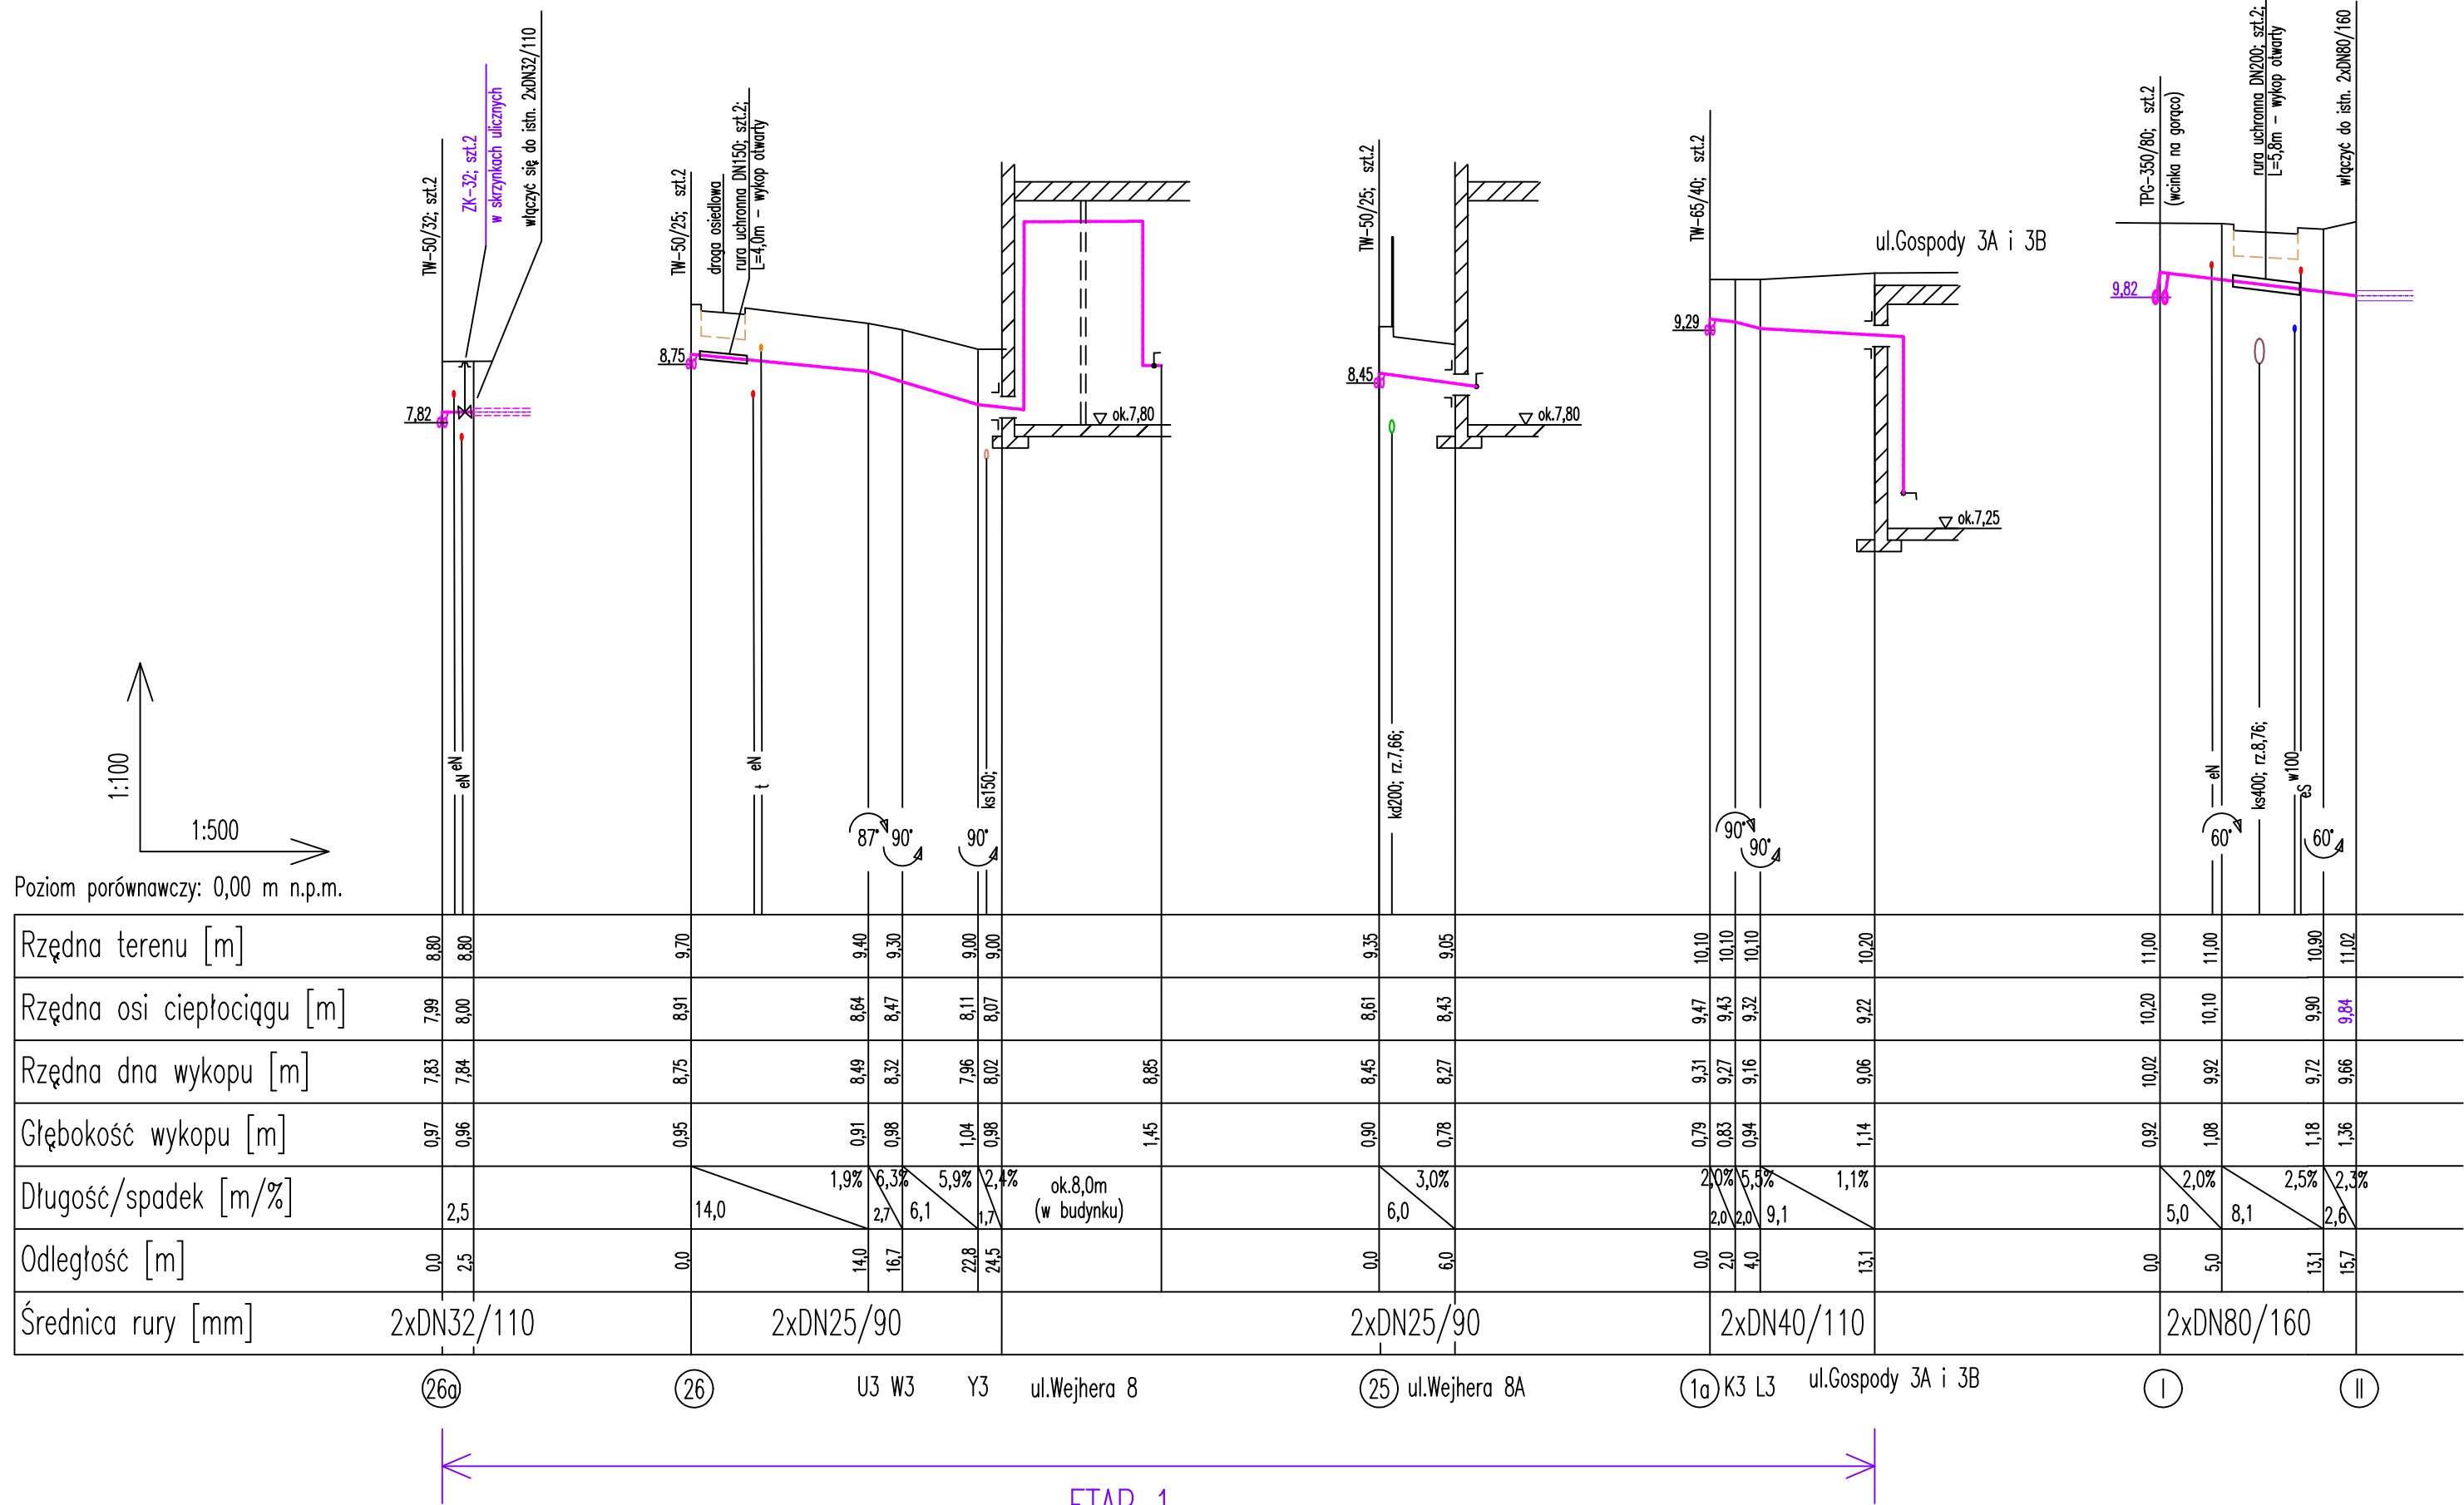 TW-50/32; szt.2
ZK-32; szt.2
w skrzynkach ulicznych
włączyć się do istn. 2xDN32/110
7,82
TW-50/25; szt.2
droga osiedlowa
rura uchronna DN150; szt.2;
L=4,0m - wykop otwarty
8,75
ok.7,80
TW-50/25; szt.2
8,45
ok.7,80
TW-65/40; szt.2
9,29
ul.Gospody 3A i 3B
ok.7,25
TPG-350/80; szt.2
(wcinka na gorąco)
9,82
rura uchronna DN200; szt.2;
L=5,8m - wykop otwarty
włączyć do istn. 2xDN80/160
1:100
1:500
eN
eN
t
eN
ks150;
kd200; rz.7,66;
eN
ks400; rz.8,76;
w100
eS
87° 90° 90° 90° 90° 60° 60°
Poziom porównawczy: 0,00 m n.p.m.
Rzędna terenu [m] 8,80 8,80 9,70 9,40 9,30 9,00 9,00 9,35 9,05 10,10 10,10 10,10 10,20 11,00 11,00 10,90 11,02
Rzędna osi ciepłociągu [m] 7,99 8,00 8,91 8,64 8,47 8,11 8,07 8,61 8,43 9,47 9,43 9,32 9,22 10,20 10,10 9,90 9,84
Rzędna dna wykopu [m] 7,83 7,84 8,75 8,49 8,32 7,96 8,02 8,85 8,45 8,27 9,31 9,27 9,16 9,06 10,02 9,92 9,72 9,66
Głębokość wykopu [m] 0,97 0,96 0,95 0,91 0,98 1,04 0,98 1,45 0,90 0,78 0,79 0,83 0,94 1,14 0,92 1,08 1,18 1,36
Długość/spadek [m/%]
1,9% 6,3% 5,9% 2,4% ok.8,0m 3,0% 2,0% 5,5% 1,1% 2,0% 2,5% 2,3%
2,5 14,0 2,7 6,1 1,7 (w budynku) 6,0 2,0 2,0 9,1 5,0 8,1 2,6
Odległość [m] 0,0 2,5 0,0 14,0 16,7 22,8 24,5 0,0 6,0 0,0 2,0 4,0 13,1 0,0 5,0 13,1 15,7
Średnica rury [mm] 2xDN32/110 2xDN25/90 2xDN25/90 2xDN40/110 2xDN80/160
26a 26 U3 W3 Y3 ul.Wejhera 8 25 ul.Wejhera 8A 1a K3 L3 ul.Gospody 3A i 3B I II
ETAP 1